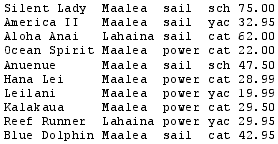 Silent Lady  Maalea  sail  sch 75.00
America II   Maalea  sail  yac 32.95
Aloha Anai   Lahaina sail  cat 62.00
Ocean Spirit Maalea  power cat 22.00
Anuenue      Maalea  sail  sch 47.50
Hana Lei     Maalea  power cat 28.99
Leilani      Maalea  power yac 19.99
Kalakaua     Maalea  power cat 29.50
Reef Runner  Lahaina power yac 29.95
Blue Dolphin Maalea  sail  cat 42.95